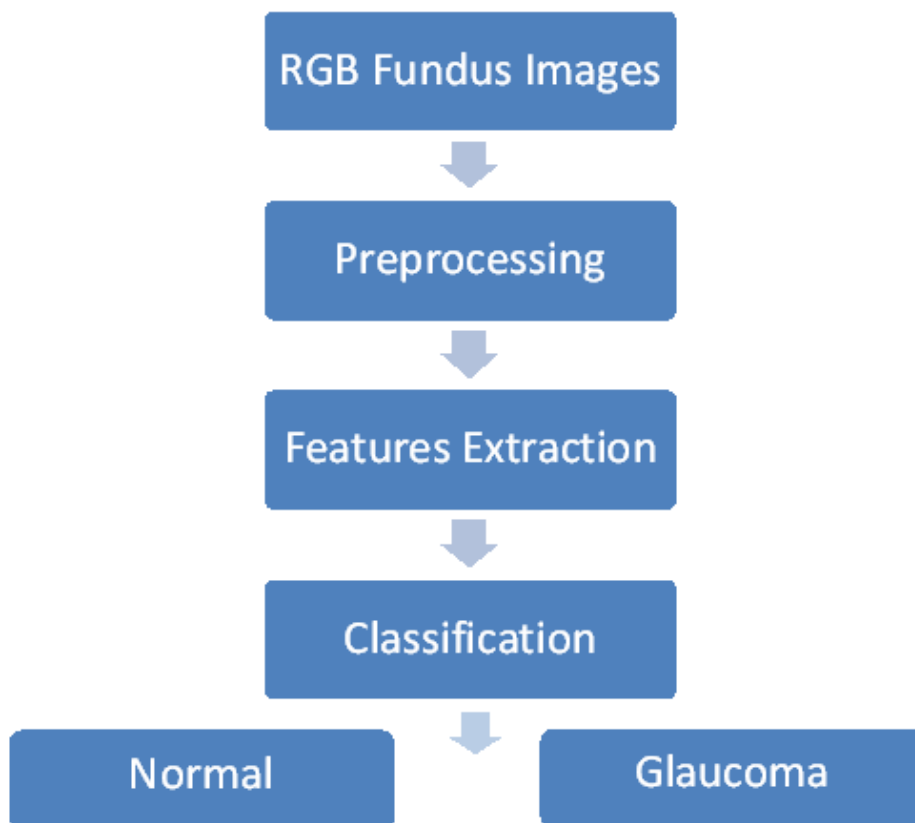 RGB Fundus Images
Preprocessing
Features Extraction
Classification
Normal
Glaucoma